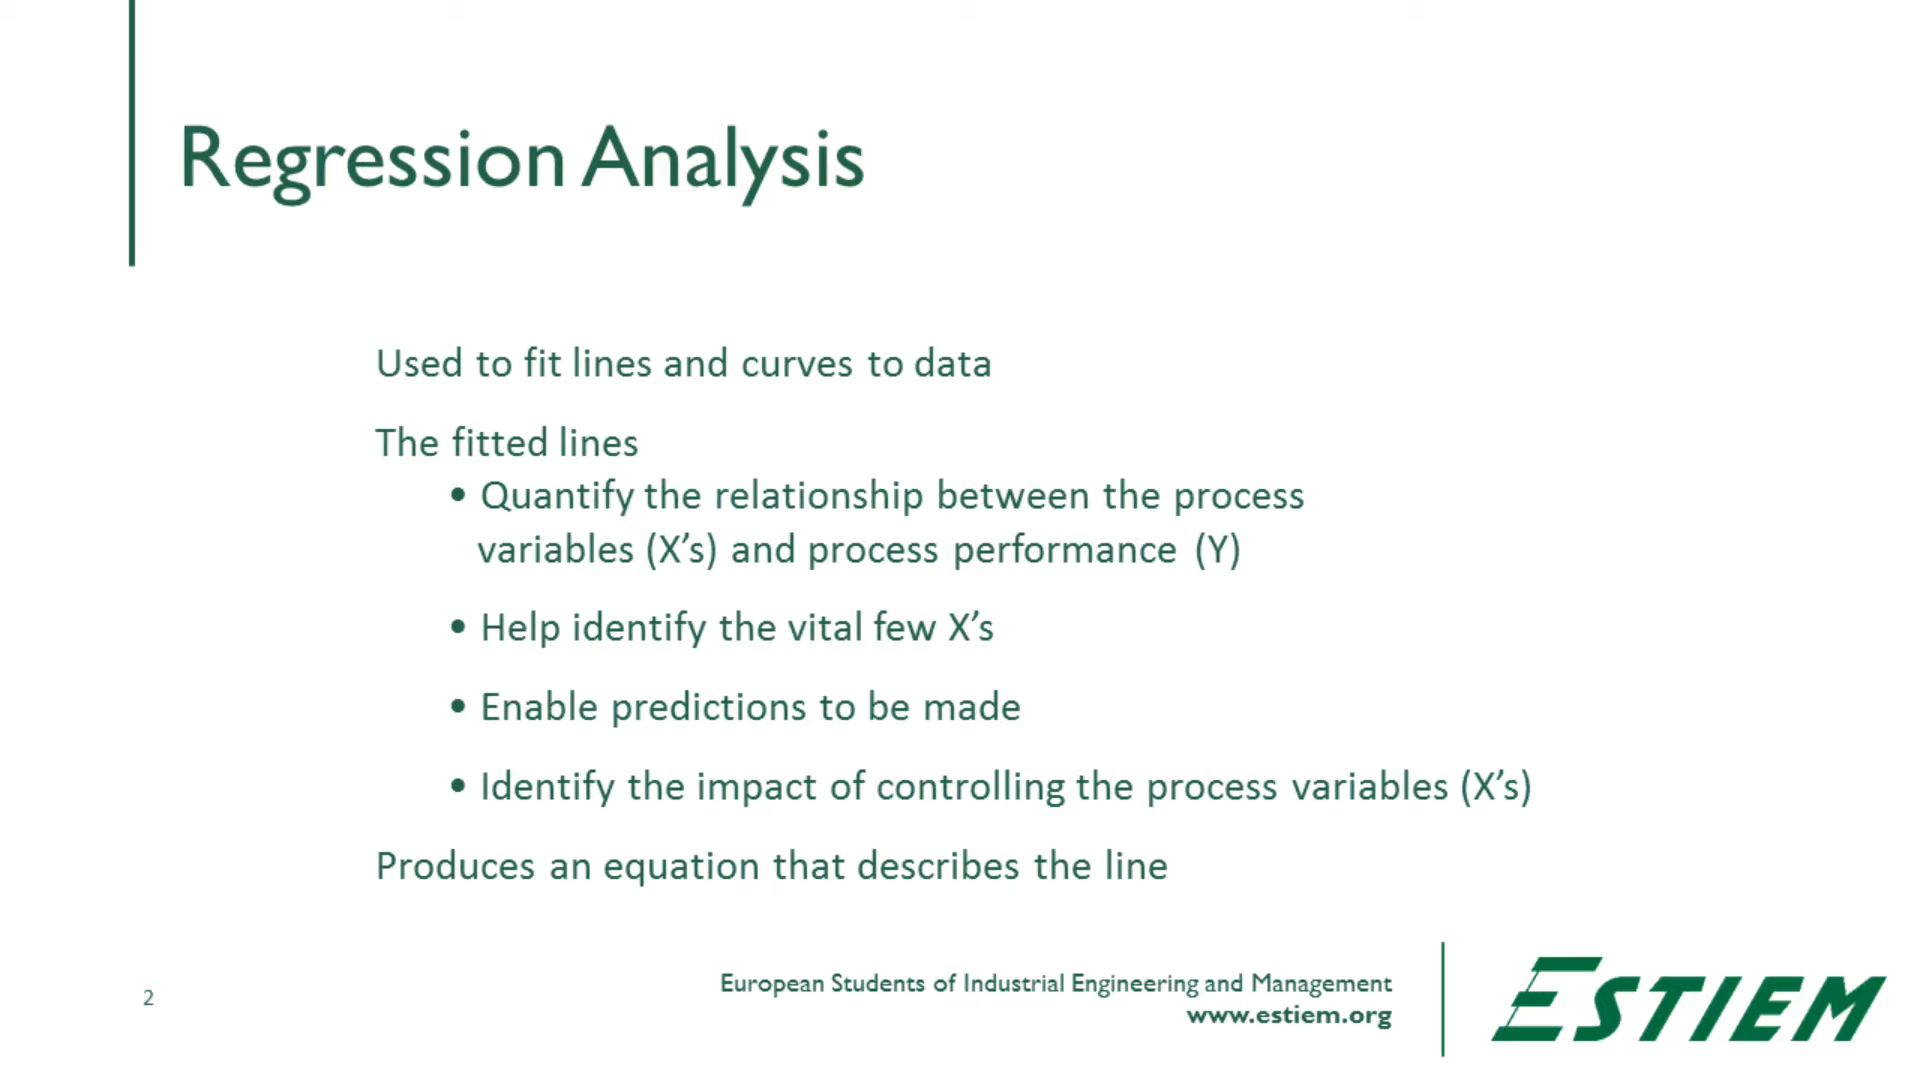 Regression Analysis
Used to fit lines and curves to data
The fitted lines
• Quantify the relationship between the process
variables (X’s) and process performance (Y)
• Help identify the vital few X’s
• Enable predictions to be made
• Identify the impact of controlling the process variables (X’s)
Produces an equation that describes the line
2
European Students of Industrial Engineering and Management
www.estiem.org
ESTIEM